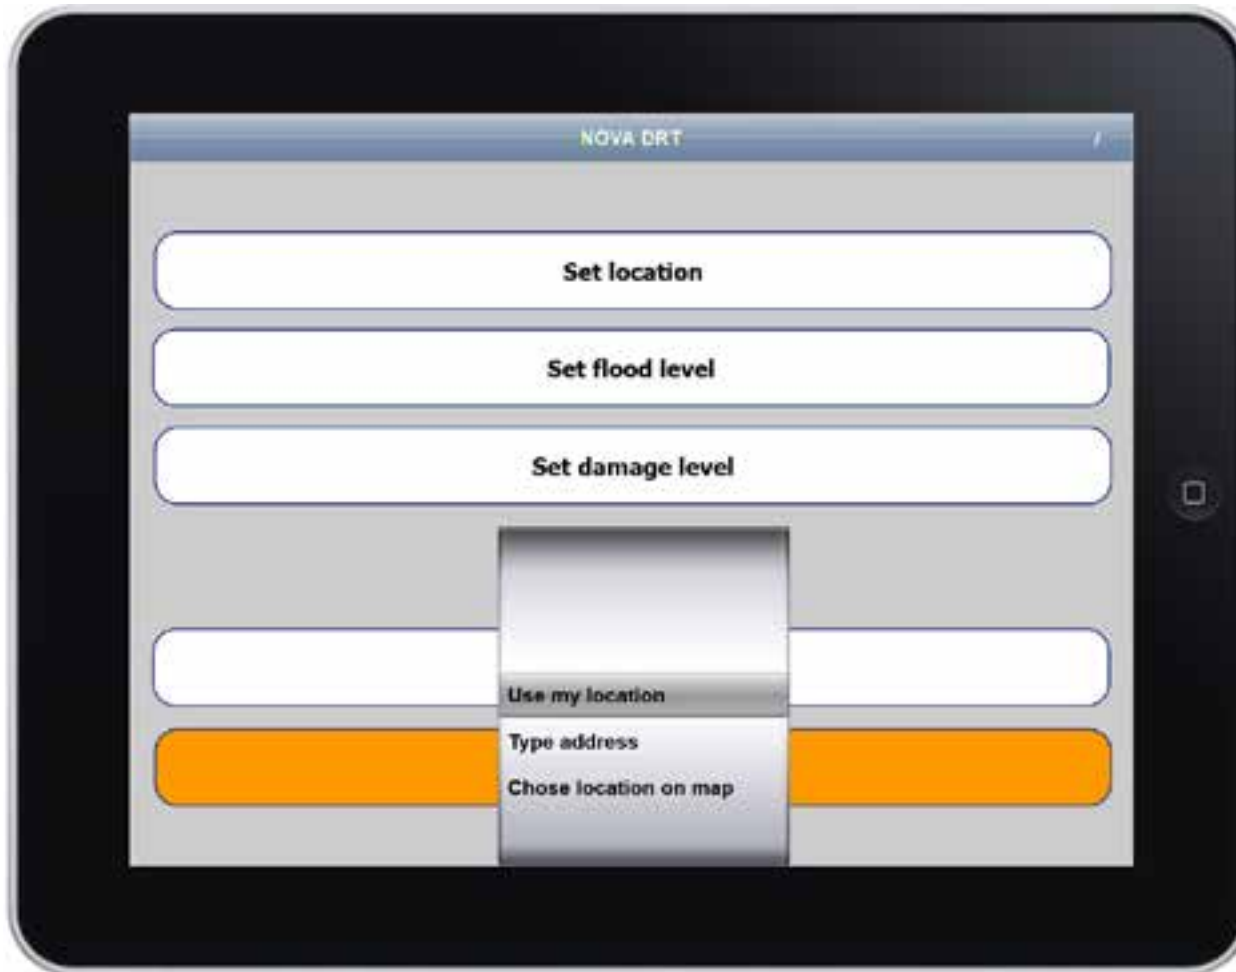 NOVA DRT
i
Set location
Set flood level
Set damage level
Use my location
Type address
Chose location on map